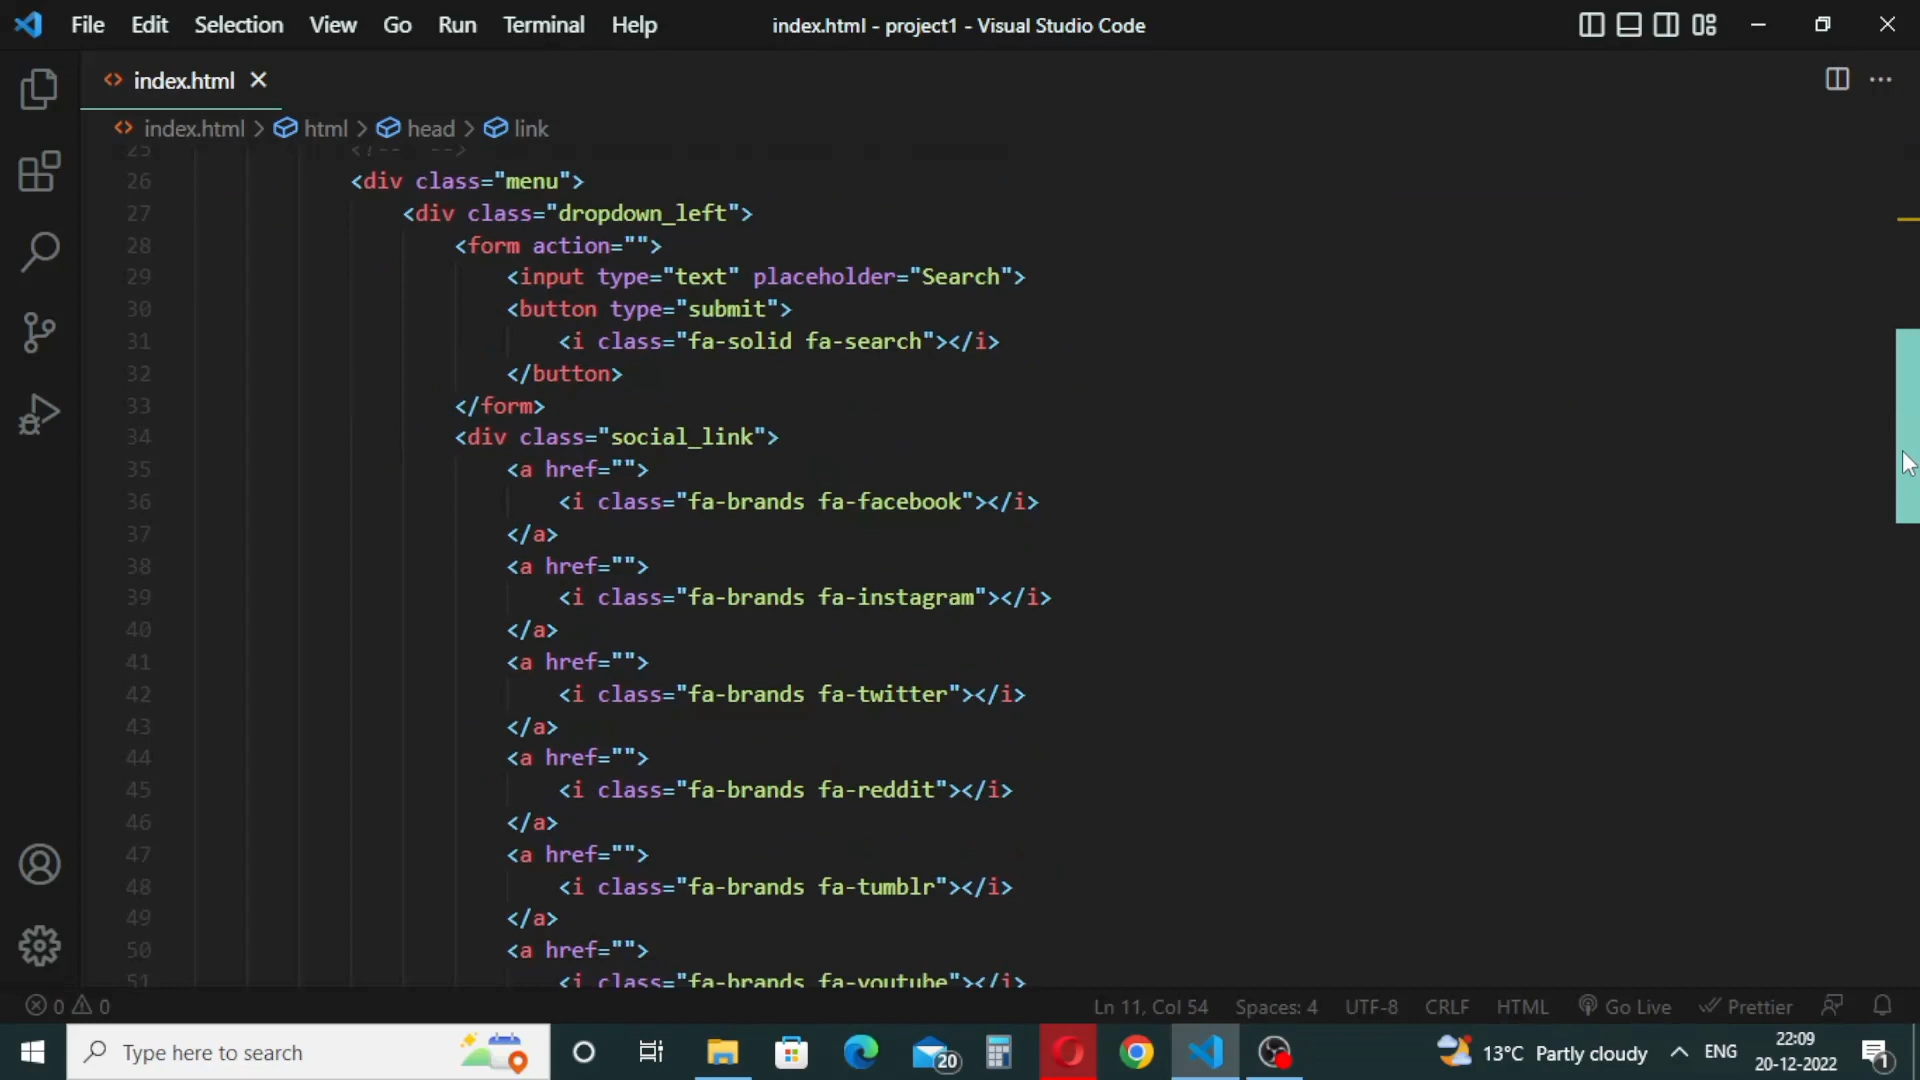 File Edit Selection View Go Run Terminal Help index.html - project1 - Visual Studio Code
<> index.html
<> index.html > html > head > link
25 <!-- -->
26 <div class="menu">
27 <div class="dropdown_left">
28 <form action="">
29 <input type="text" placeholder="Search">
30 <button type="submit">
31 <i class="fa-solid fa-search"></i>
32 </button>
33 </form>
34 <div class="social_link">
35 <a href="">
36 <i class="fa-brands fa-facebook"></i>
37 </a>
38 <a href="">
39 <i class="fa-brands fa-instagram"></i>
40 </a>
41 <a href="">
42 <i class="fa-brands fa-twitter"></i>
43 </a>
44 <a href="">
45 <i class="fa-brands fa-reddit"></i>
46 </a>
47 <a href="">
48 <i class="fa-brands fa-tumblr"></i>
49 </a>
50 <a href="">
51 <i class="fa-brands fa-youtube"></i>
0 0 Ln 11, Col 54 Spaces: 4 UTF-8 CRLF HTML Go Live Prettier
Type here to search 20 13°C Partly cloudy ENG 22:09 1
20-12-2022